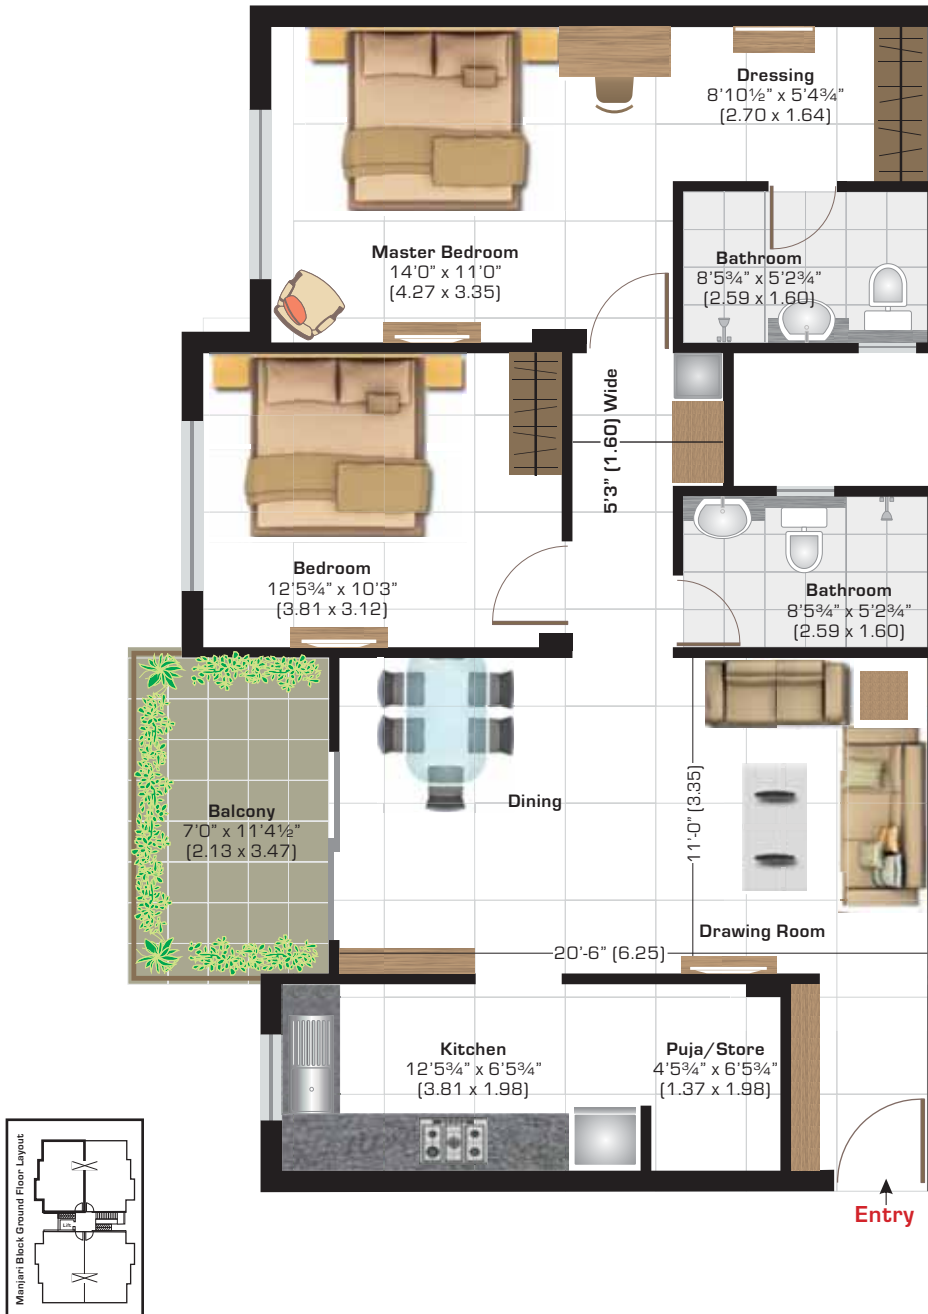 Dressing
8'10½” x 5'4¾”
(2.70 x 1.64)
Master Bedroom
14'0” x 11'0”
(4.27 x 3.35)
Bathroom
8'5¾” x 5'2¾”
(2.59 x 1.60)
5'3” (1.60) Wide
Bedroom
12'5¾” x 10'3”
(3.81 x 3.12)
Bathroom
8'5¾” x 5'2¾”
(2.59 x 1.60)
Balcony
7'0” x 11'4½”
(2.13 x 3.47)
Dining
11'-0” (3.35)
Drawing Room
20'-6” (6.25)
Kitchen
12'5¾” x 6'5¾”
(3.81 x 1.98)
Puja/Store
4'5¾” x 6'5¾”
(1.37 x 1.98)
Entry
Manjari Block Ground Floor Layout
Lift